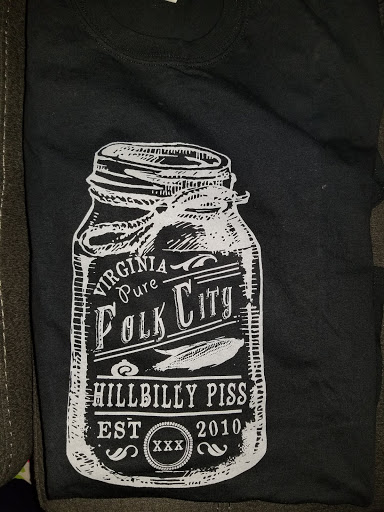 VIRGINIA
Pure
FOLK CITY
HILLBILLY PISS
EST 2010
XXX